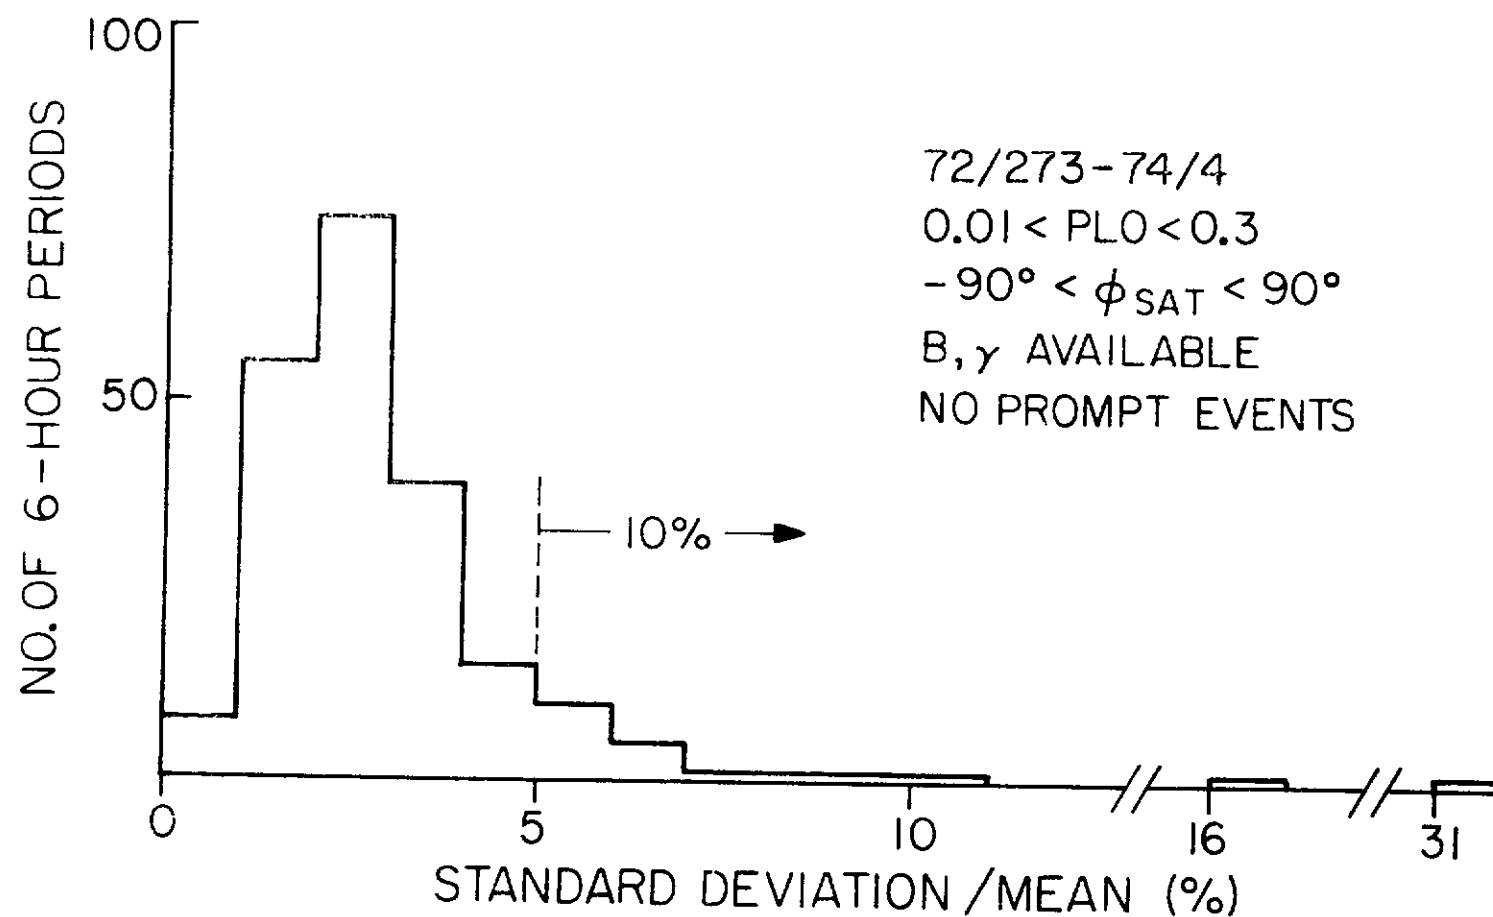 100
50
NO. OF 6-HOUR PERIODS
72/273-74/4
0.01 < PLO < 0.3
-90° < ϕSAT < 90°
B, γ AVAILABLE
NO PROMPT EVENTS
10%
0 5 10 16 31
STANDARD DEVIATION/MEAN (%)